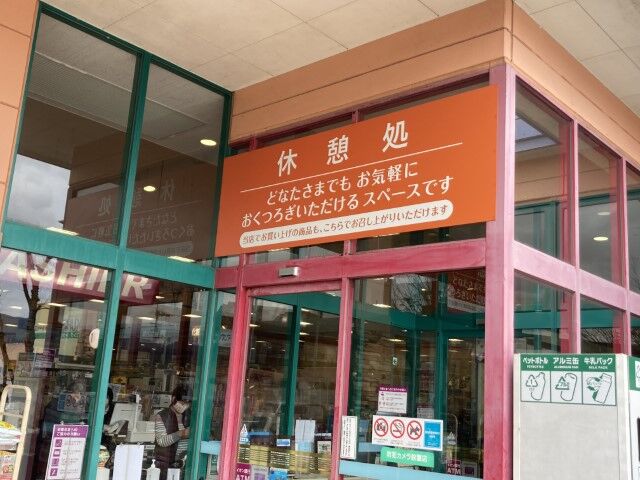 休憩処
どなたさまでも お気軽に
おくつろぎいただける スペースです
当店でお買い上げの商品も、こちらでお召し上がりいただけます
ASHIER
ペットボトル
アルミ缶
牛乳パック
防犯カメラ設置店
ATM